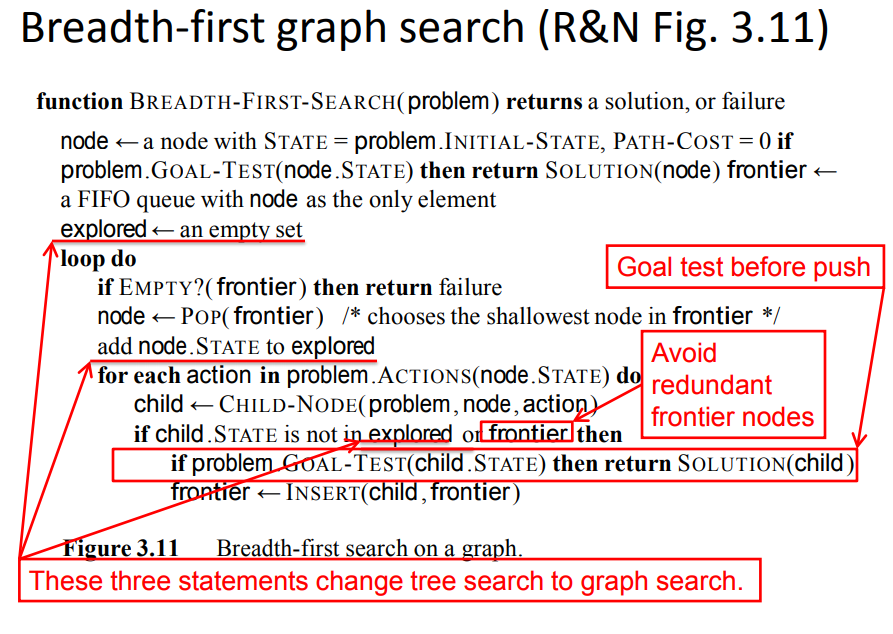 Breadth-first graph search (R&N Fig. 3.11)
function BREADTH-FIRST-SEARCH(problem) returns a solution, or failure
node ← a node with STATE = problem.INITIAL-STATE, PATH-COST = 0 if
problem.GOAL-TEST(node.STATE) then return SOLUTION(node) frontier ←
a FIFO queue with node as the only element
explored ← an empty set
loop do
Goal test before push
if EMPTY?(frontier) then return failure
node ← POP(frontier) /* chooses the shallowest node in frontier */
add node.STATE to explored
Avoid
redundant
frontier nodes
for each action in problem.ACTIONS(node.STATE) do
child ← CHILD-NODE(problem,node,action)
if child.STATE is not in explored or frontier then
if problem.GOAL-TEST(child.STATE) then return SOLUTION(child)
frontier ← INSERT(child,frontier)
Figure 3.11 Breadth-first search on a graph.
These three statements change tree search to graph search.